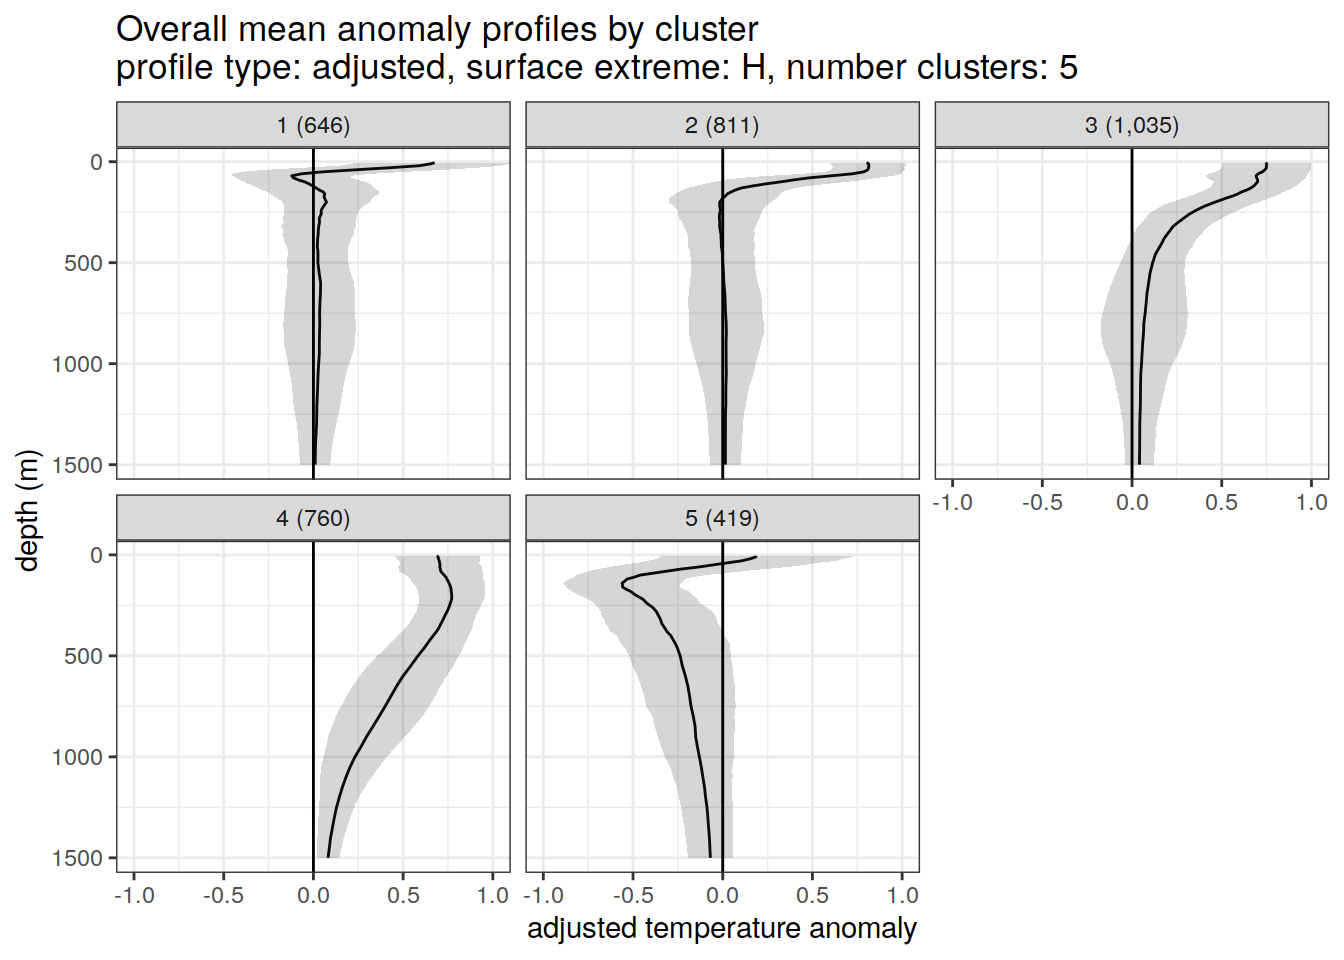 Overall mean anomaly profiles by cluster
profile type: adjusted, surface extreme: H, number clusters: 5
1 (646)
2 (811)
3 (1,035)
0
500
1000
1500
-1.0 -0.5 0.0 0.5 1.0
4 (760)
5 (419)
0
500
1000
1500
-1.0 -0.5 0.0 0.5 1.0
-1.0 -0.5 0.0 0.5 1.0
depth (m)
adjusted temperature anomaly